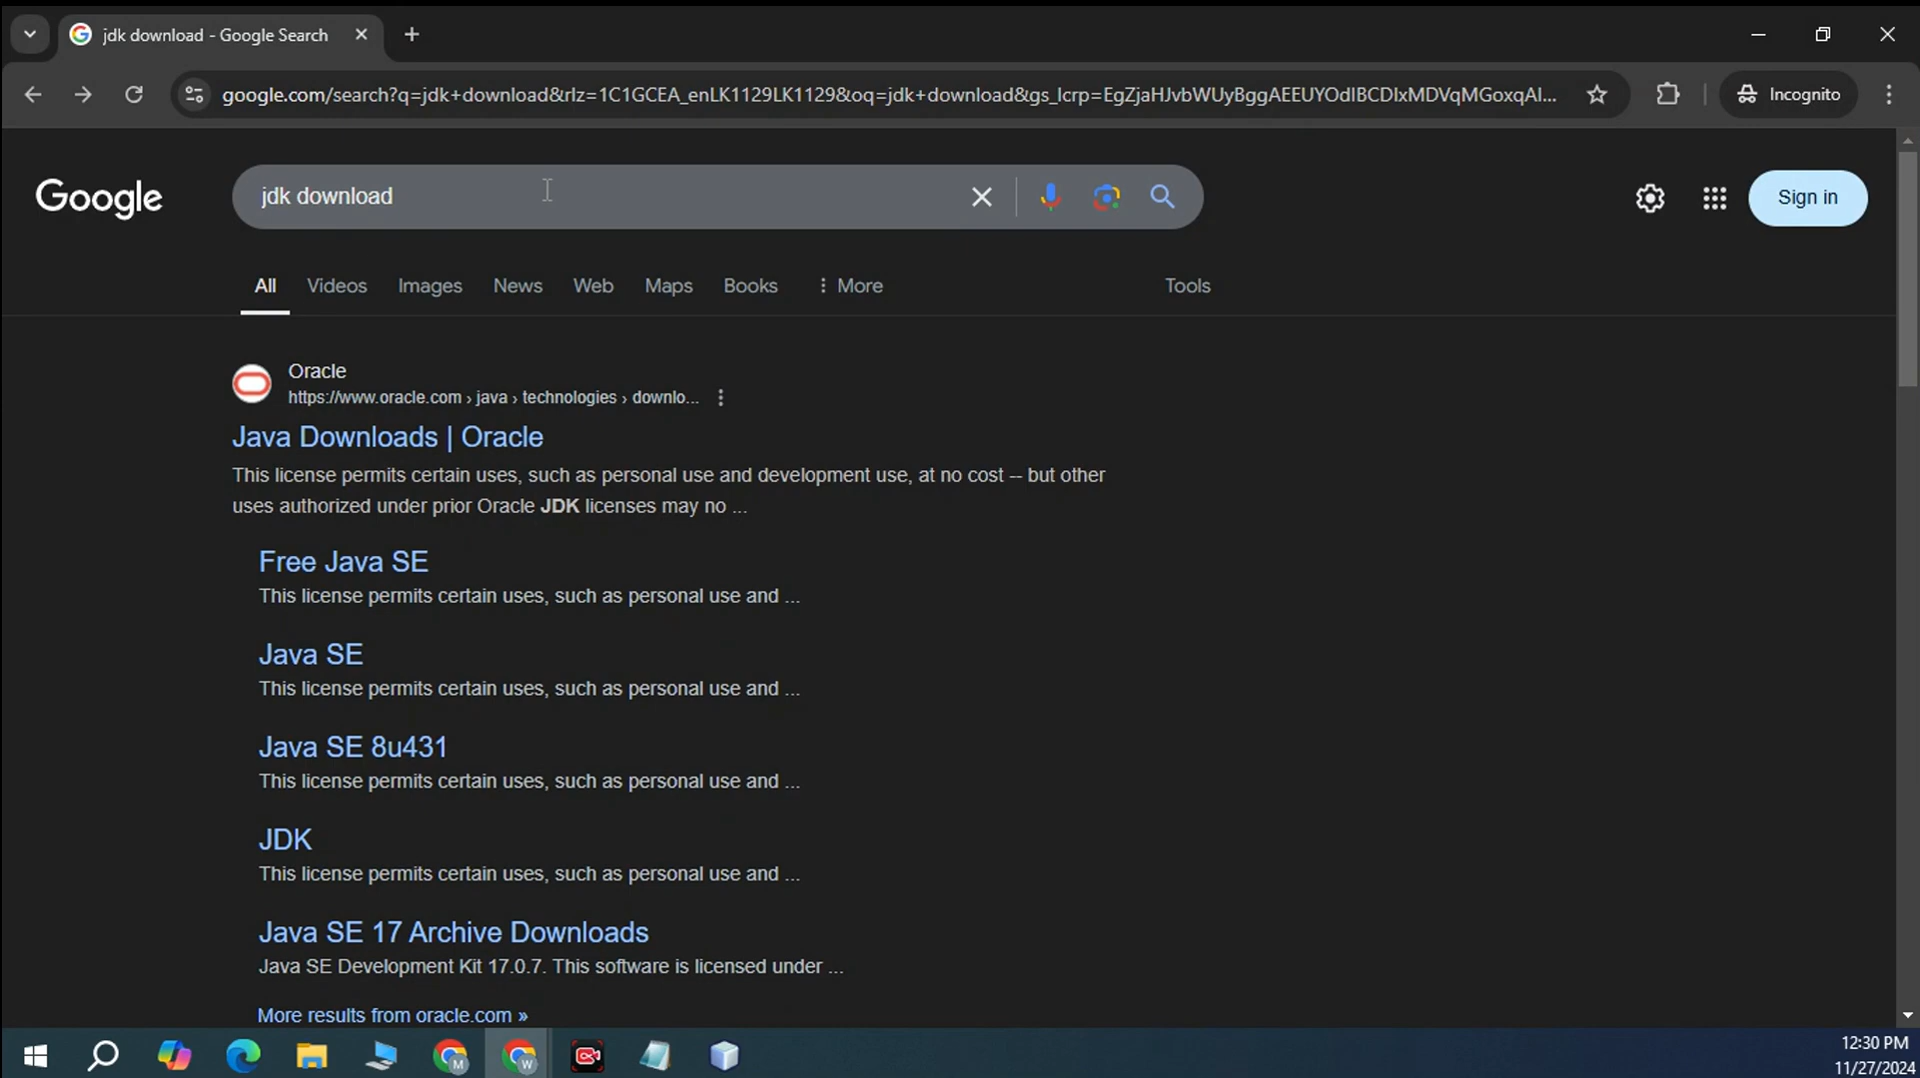 jdk download - Google Search
google.com/search?q=jdk+download&rlz=1C1GCEA_enLK1129LK1129&oq=jdk+download&gs_lcrp=EgZjaHJvbWUyBggAEEUYOdIBCDIxMDVqMGoxqAI...
Incognito
Google
jdk download
Sign in
All
Videos
Images
News
Web
Maps
Books
More
Tools
Oracle
https://www.oracle.com › java › technologies › downlo...
Java Downloads | Oracle
This license permits certain uses, such as personal use and development use, at no cost -- but other
uses authorized under prior Oracle JDK licenses may no ...
Free Java SE
This license permits certain uses, such as personal use and ...
Java SE
This license permits certain uses, such as personal use and ...
Java SE 8u431
This license permits certain uses, such as personal use and ...
JDK
This license permits certain uses, such as personal use and ...
Java SE 17 Archive Downloads
Java SE Development Kit 17.0.7. This software is licensed under ...
More results from oracle.com »
M
W
12:30 PM
11/27/2024